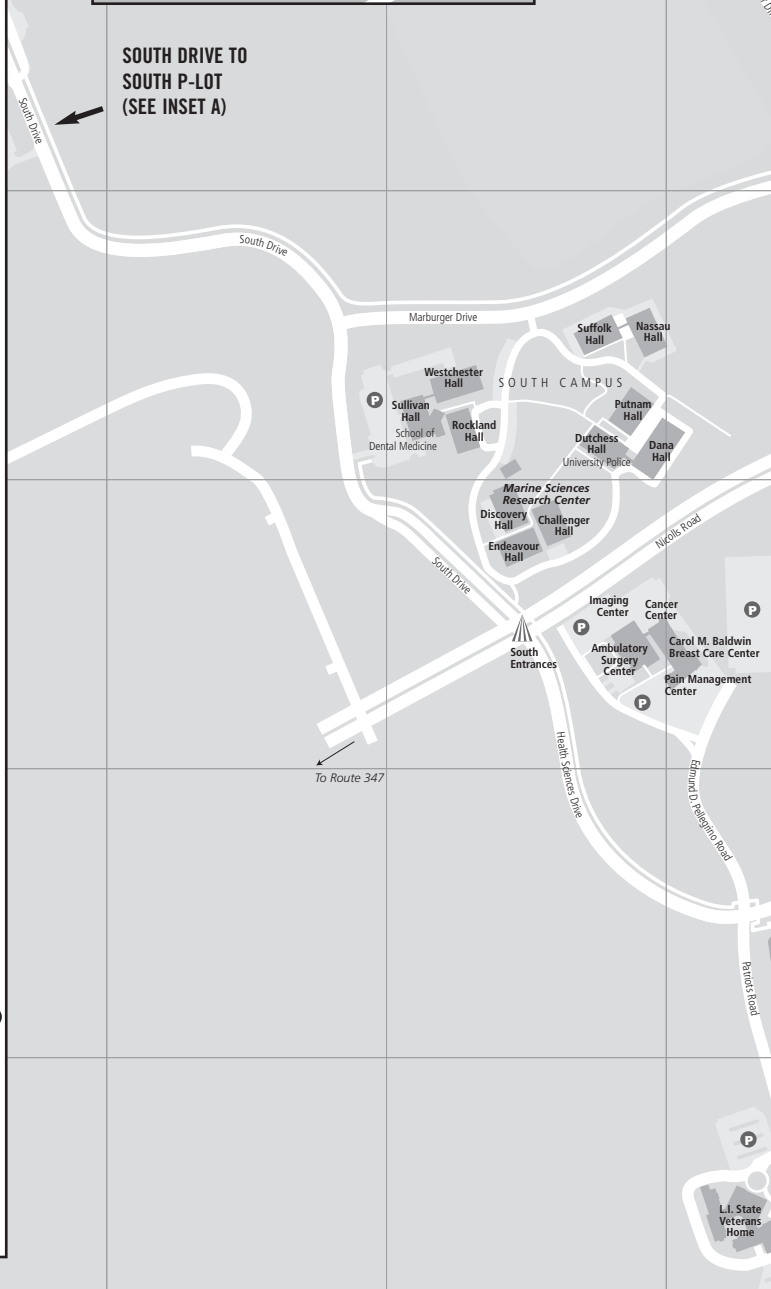 SOUTH DRIVE TO
SOUTH P-LOT
(SEE INSET A)
South Drive
South Drive
Marburger Drive
Suffolk
Hall
Nassau
Hall
Westchester
Hall
SOUTH CAMPUS
P
Sullivan
Hall
School of
Dental Medicine
Rockland
Hall
Putnam
Hall
Dutchess
Hall
University Police
Dana
Hall
Marine Sciences
Research Center
Discovery
Hall
Challenger
Hall
Endeavour
Hall
Nicolls Road
South Drive
Imaging
Center
Cancer
Center
P
P
South
Entrances
Ambulatory
Surgery
Center
Carol M. Baldwin
Breast Care Center
Pain Management
Center
P
To Route 347
Health Sciences Drive
Edmund D. Pellegrino Road
Patriots Road
P
L.I. State
Veterans
Home